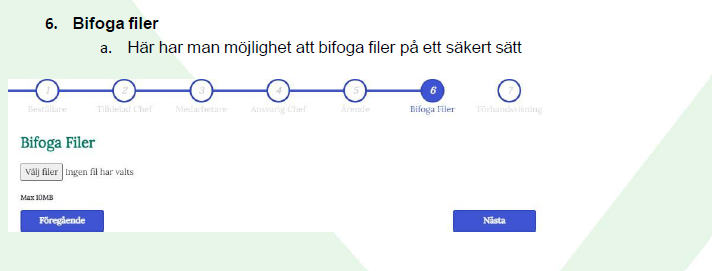 6. Bifoga filer
a. Här har man möjlighet att bifoga filer på ett säkert sätt
1 2 3 4 5 6 7
Beställare Tilldelad Chef Medarbetare Ansvarig Chef Ärende Bifoga Filer Förhandsvisning
Bifoga Filer
Välj filer Ingen fil har valts
Max 10MB
Föregående Nästa